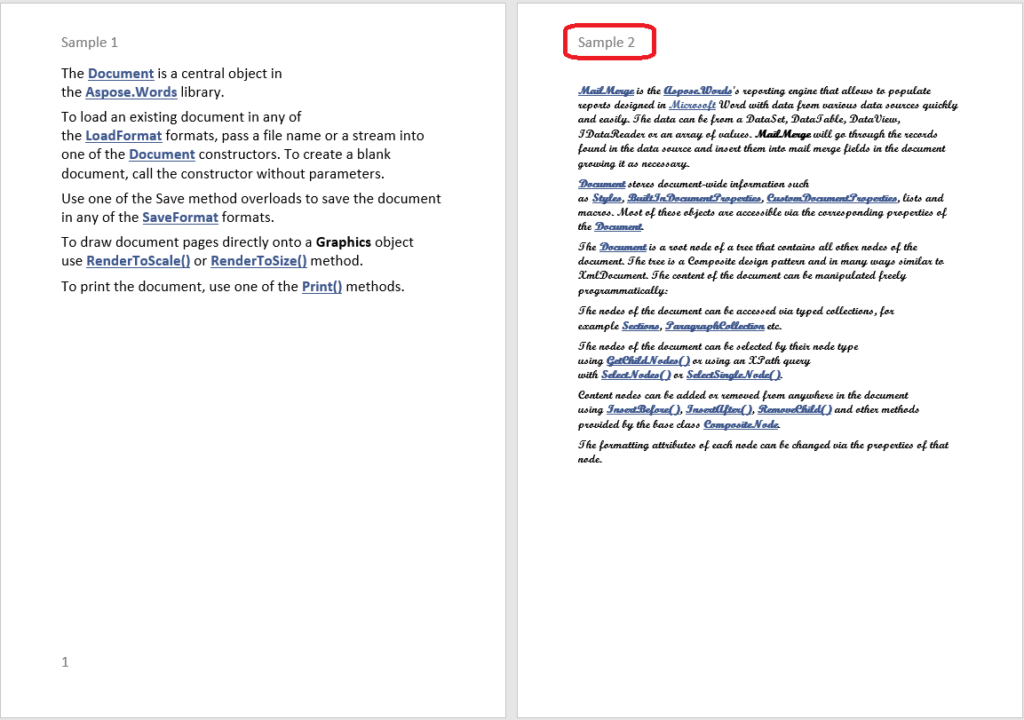 Sample 1
The Document is a central object in
the Aspose.Words library.
To load an existing document in any of
the LoadFormat formats, pass a file name or a stream into
one of the Document constructors. To create a blank
document, call the constructor without parameters.
Use one of the Save method overloads to save the document
in any of the SaveFormat formats.
To draw document pages directly onto a Graphics object
use RenderToScale() or RenderToSize() method.
To print the document, use one of the Print() methods.
1
Sample 2
MailMerge is the Aspose.Words's reporting engine that allows to populate
reports designed in Microsoft Word with data from various data sources quickly
and easily. The data can be from a DataSet, DataTable, DataView,
IDataReader or an array of values. MailMerge will go through the records
found in the data source and insert them into mail merge fields in the document
growing it as necessary.
Document stores document-wide information such
as Styles, BuiltInDocumentProperties, CustomDocumentProperties, lists and
macros. Most of these objects are accessible via the corresponding properties of
the Document.
The Document is a root node of a tree that contains all other nodes of the
document. The tree is a Composite design pattern and in many ways similar to
XmlDocument. The content of the document can be manipulated freely
programmatically:
The nodes of the document can be accessed via typed collections, for
example Sections, ParagraphCollection etc.
The nodes of the document can be selected by their node type
using GetChildNodes() or using an XPath query
with SelectNodes() or SelectSingleNode().
Content nodes can be added or removed from anywhere in the document
using InsertBefore(), InsertAfter(), RemoveChild() and other methods
provided by the base class CompositeNode.
The formatting attributes of each node can be changed via the properties of that
node.